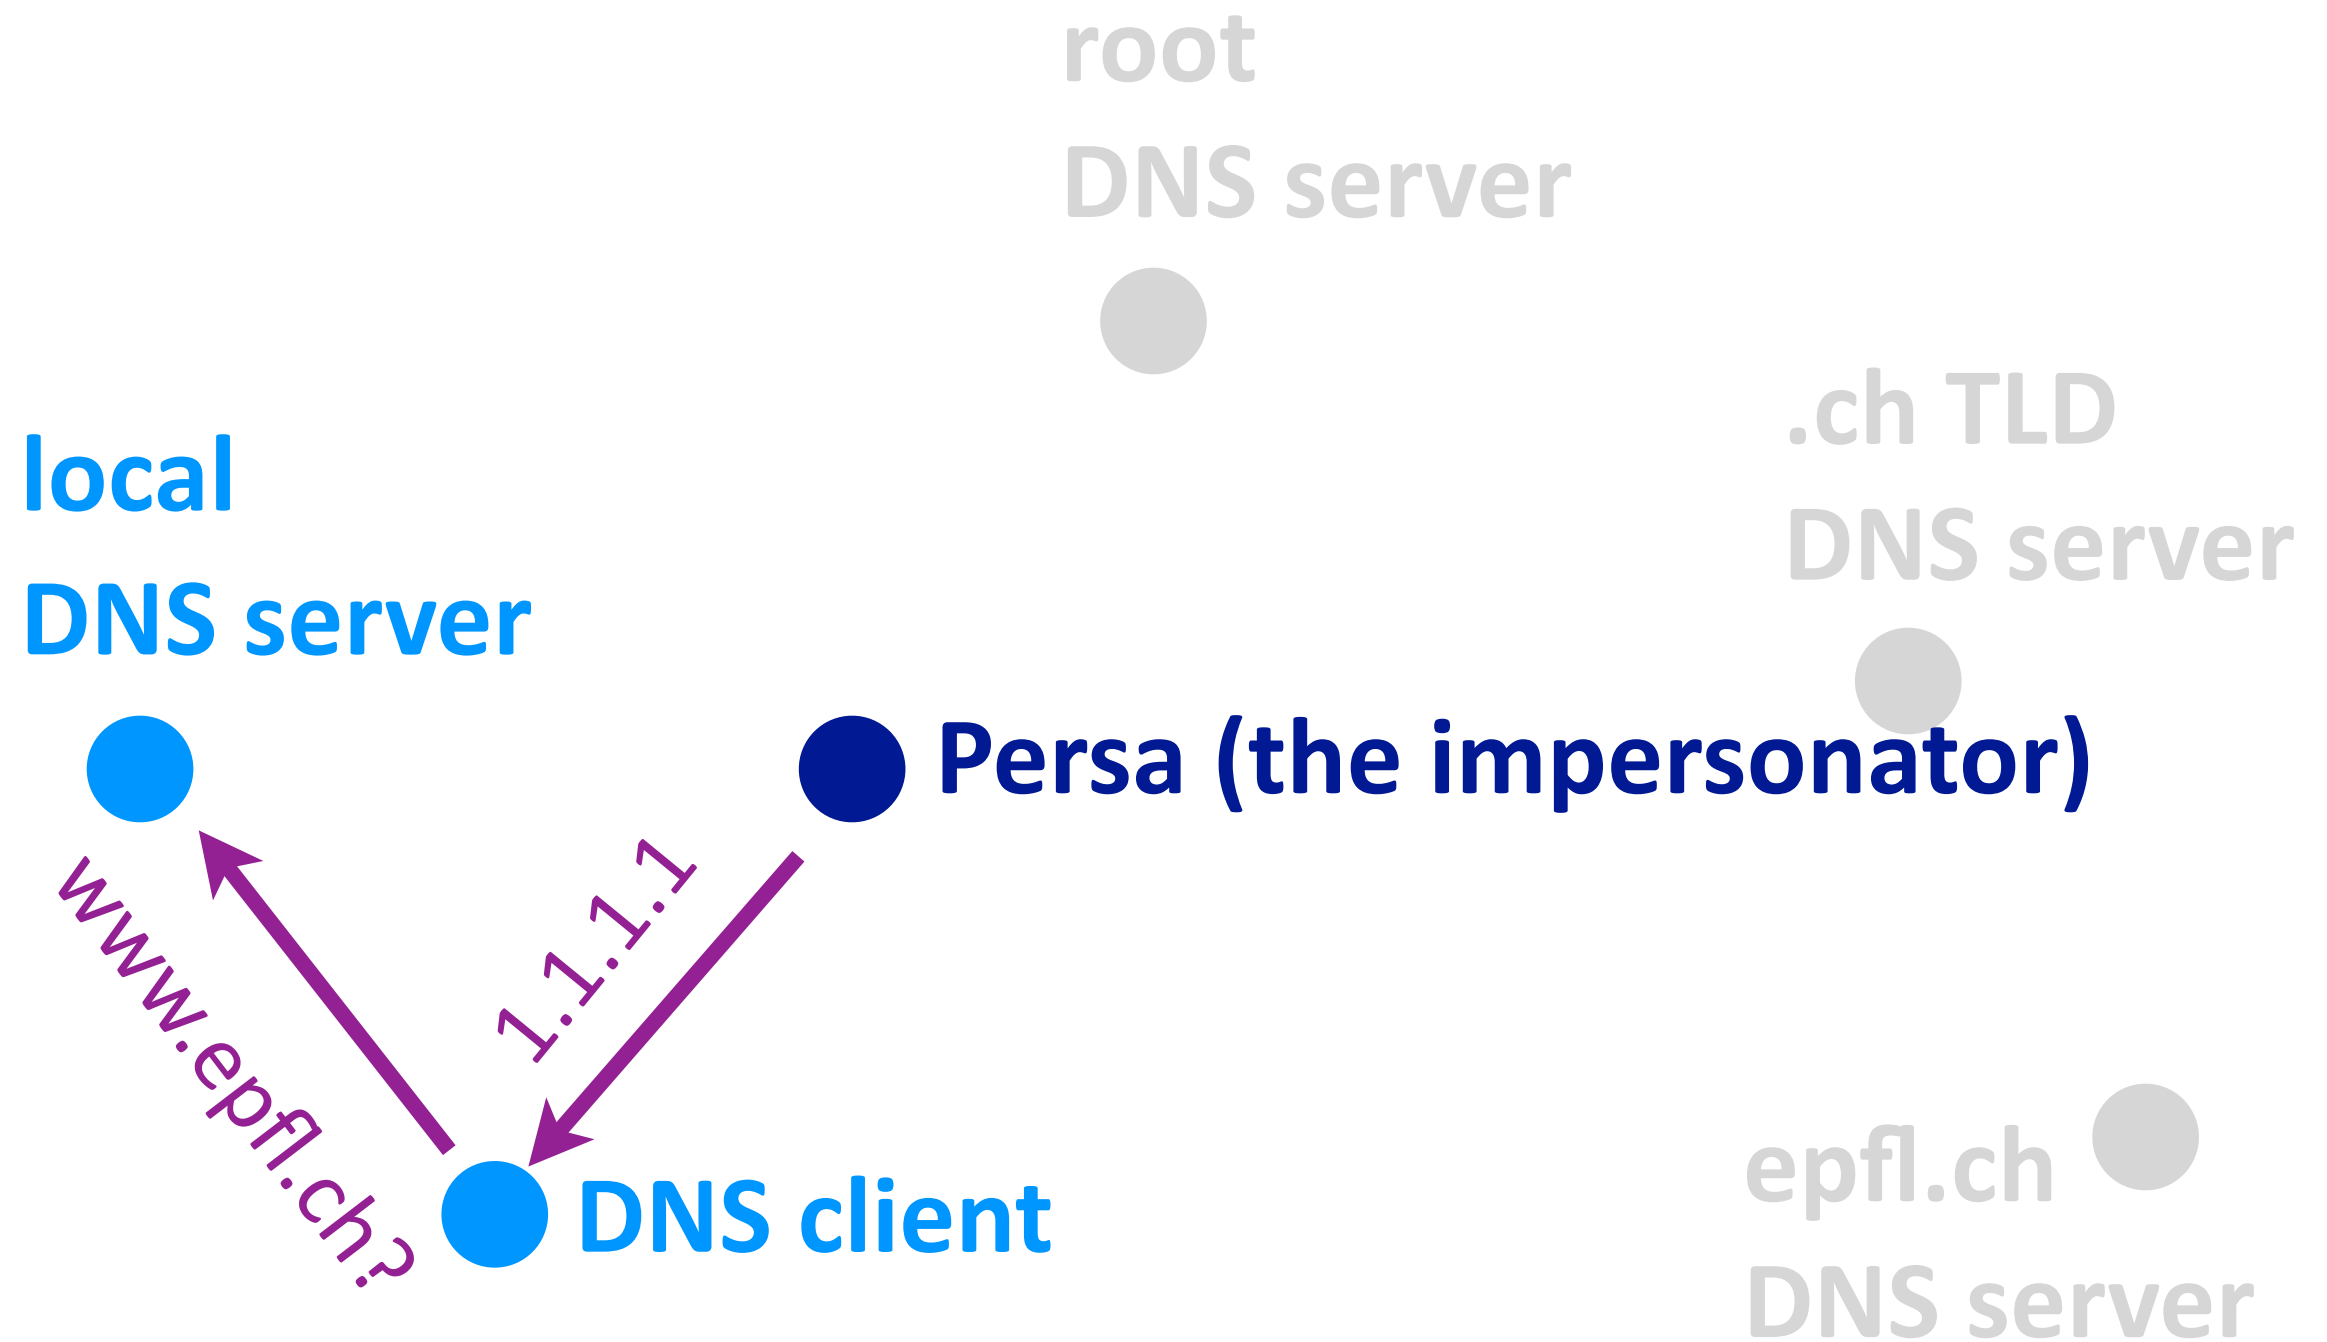 root
DNS server
.ch TLD
DNS server
local
DNS server
Persa (the impersonator)
www.epfl.ch?
1.1.1.1
DNS client
epfl.ch
DNS server